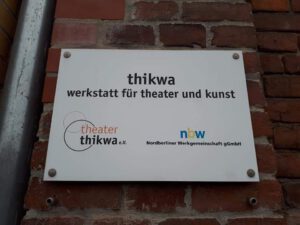 thikwa
werkstatt für theater und kunst
theater
thikwa e.V.
nbw
Nordberliner Werkgemeinschaft gGmbH